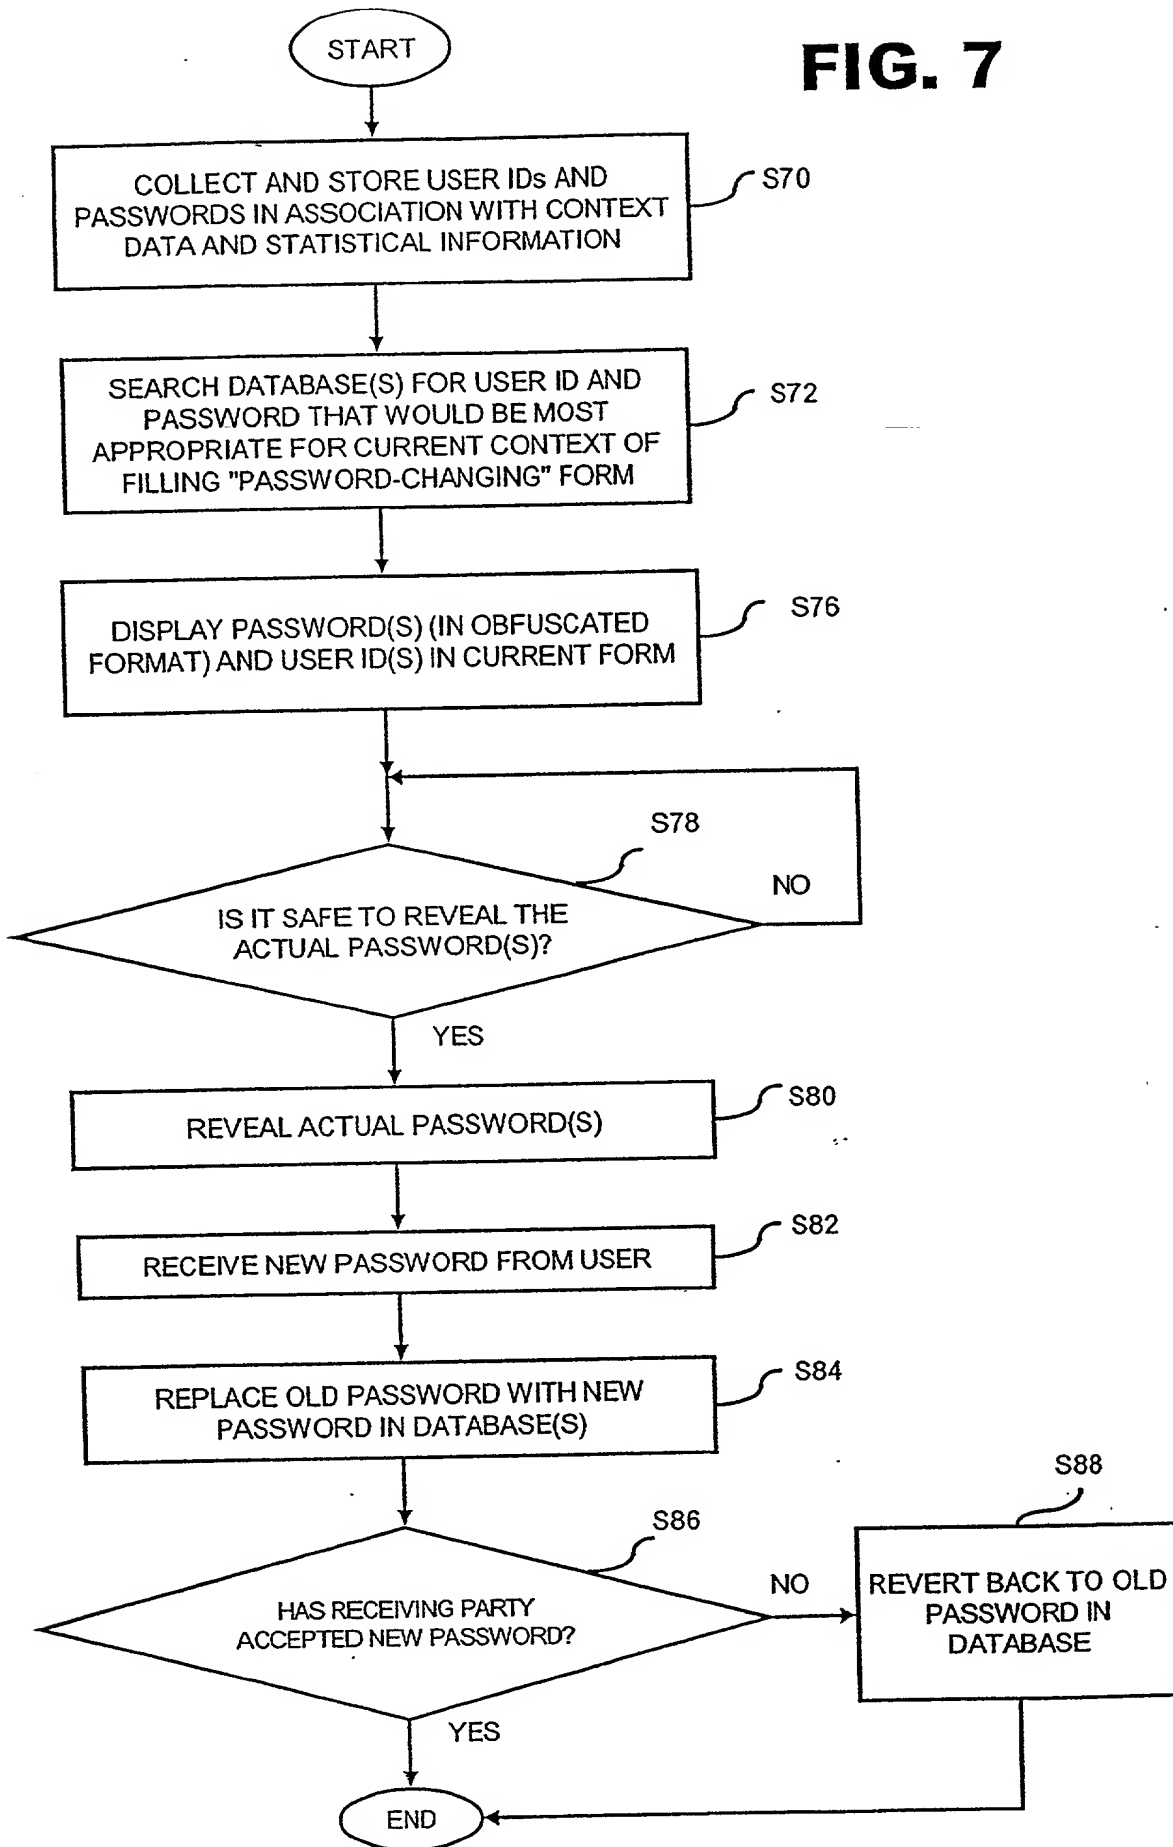 START
FIG. 7
COLLECT AND STORE USER IDs AND
PASSWORDS IN ASSOCIATION WITH CONTEXT
DATA AND STATISTICAL INFORMATION
S70
SEARCH DATABASE(S) FOR USER ID AND
PASSWORD THAT WOULD BE MOST
APPROPRIATE FOR CURRENT CONTEXT OF
FILLING "PASSWORD-CHANGING" FORM
S72
DISPLAY PASSWORD(S) (IN OBFUSCATED
FORMAT) AND USER ID(S) IN CURRENT FORM
S76
S78
IS IT SAFE TO REVEAL THE
ACTUAL PASSWORD(S)?
NO
YES
REVEAL ACTUAL PASSWORD(S)
S80
RECEIVE NEW PASSWORD FROM USER
S82
REPLACE OLD PASSWORD WITH NEW
PASSWORD IN DATABASE(S)
S84
S86
HAS RECEIVING PARTY
ACCEPTED NEW PASSWORD?
NO
S88
REVERT BACK TO OLD
PASSWORD IN
DATABASE
YES
END